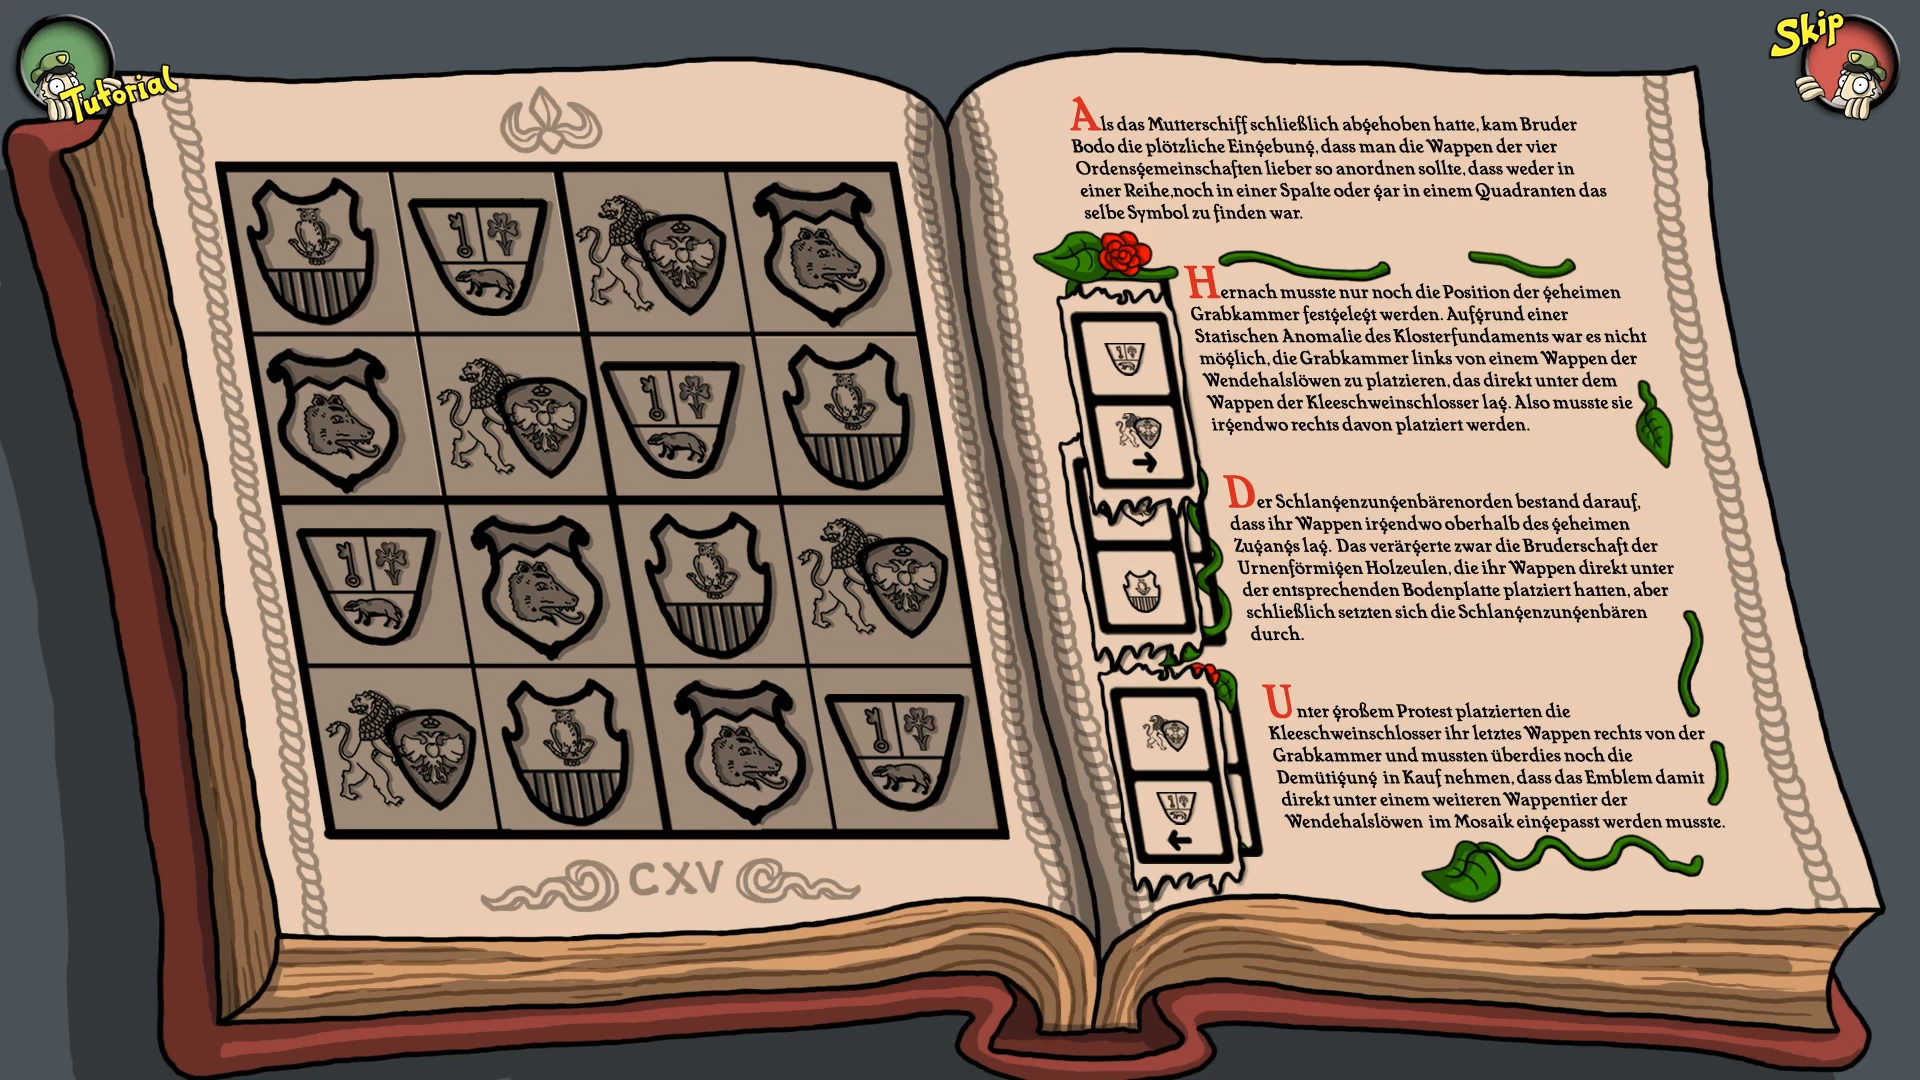 Tutorial
Skip
Als das Mutterschiff schließlich abgehoben hatte, kam Bruder
Bodo die plötzliche Eingebung, dass man die Wappen der vier
Ordensgemeinschaften lieber so anordnen sollte, dass weder in
einer Reihe,noch in einer Spalte oder gar in einem Quadranten das
selbe Symbol zu finden war.
Hernach musste nur noch die Position der geheimen
Grabkammer festgelegt werden. Aufgrund einer
Statischen Anomalie des Klosterfundaments war es nicht
möglich, die Grabkammer links von einem Wappen der
Wendehalslöwen zu platzieren, das direkt unter dem
Wappen der Kleeschweinschlosser lag. Also musste sie
irgendwo rechts davon platziert werden.
Der Schlangenzungenbärenorden bestand darauf,
dass ihr Wappen irgendwo oberhalb des geheimen
Zugangs lag. Das verärgerte zwar die Bruderschaft der
Urnenförmigen Holzeulen, die ihr Wappen direkt unter
der entsprechenden Bodenplatte platziert hatten, aber
schließlich setzten sich die Schlangenzungenbären
durch.
Unter großem Protest platzierten die
Kleeschweinschlosser ihr letztes Wappen rechts von der
Grabkammer und mussten überdies noch die
Demütigung in Kauf nehmen, dass das Emblem damit
direkt unter einem weiteren Wappentier der
Wendehalslöwen im Mosaik eingepasst werden musste.
CXV